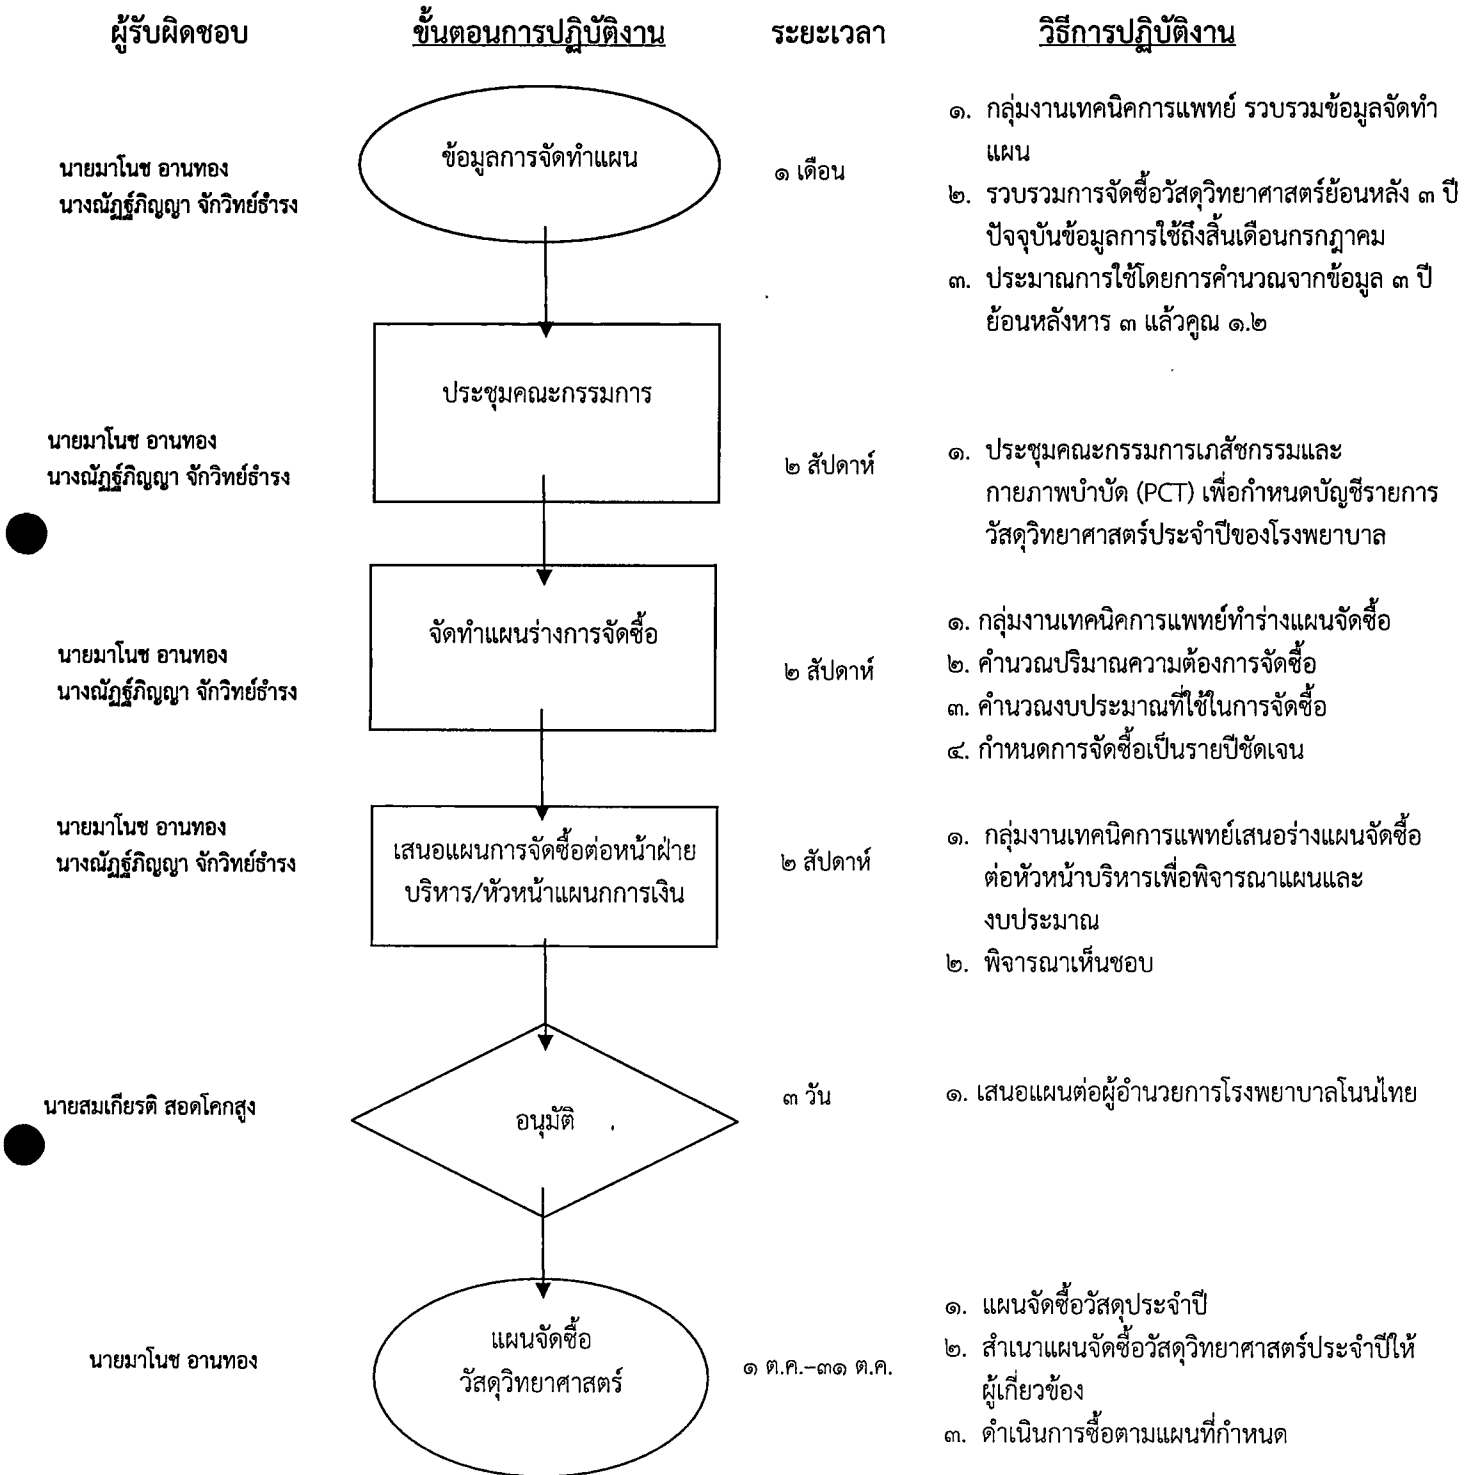 ผู้รับผิดชอบ
ขั้นตอนการปฏิบัติงาน
ระยะเวลา
วิธีการปฏิบัติงาน
นายมาโนช อานทอง
นางณัฏฐ์ภิญญา จักวิทย์ธำรง
ข้อมูลการจัดทำแผน
๑ เดือน
๑. กลุ่มงานเทคนิคการแพทย์ รวบรวมข้อมูลจัดทำ
แผน
๒. รวบรวมการจัดซื้อวัสดุวิทยาศาสตร์ย้อนหลัง ๓ ปี
ปัจจุบันข้อมูลการใช้ถึงสิ้นเดือนกรกฎาคม
๓. ประมาณการใช้โดยการคำนวณจากข้อมูล ๓ ปี
ย้อนหลังหาร ๓ แล้วคูณ ๑.๒
นายมาโนช อานทอง
นางณัฏฐ์ภิญญา จักวิทย์ธำรง
ประชุมคณะกรรมการ
๒ สัปดาห์
๑. ประชุมคณะกรรมการเภสัชกรรมและ
กายภาพบำบัด (PCT) เพื่อกำหนดบัญชีรายการ
วัสดุวิทยาศาสตร์ประจำปีของโรงพยาบาล
นายมาโนช อานทอง
นางณัฏฐ์ภิญญา จักวิทย์ธำรง
จัดทำแผนร่างการจัดซื้อ
๒ สัปดาห์
๑. กลุ่มงานเทคนิคการแพทย์ทำร่างแผนจัดซื้อ
๒. คำนวณปริมาณความต้องการจัดซื้อ
๓. คำนวณงบประมาณที่ใช้ในการจัดซื้อ
๔. กำหนดการจัดซื้อเป็นรายปีชัดเจน
นายมาโนช อานทอง
นางณัฏฐ์ภิญญา จักวิทย์ธำรง
เสนอแผนการจัดซื้อต่อหน้าฝ่าย
บริหาร/หัวหน้าแผนกการเงิน
๒ สัปดาห์
๑. กลุ่มงานเทคนิคการแพทย์เสนอร่างแผนจัดซื้อ
ต่อหัวหน้าบริหารเพื่อพิจารณาแผนและ
งบประมาณ
๒. พิจารณาเห็นชอบ
นายสมเกียรติ สอดโคกสูง
อนุมัติ
๓ วัน
๑. เสนอแผนต่อผู้อำนวยการโรงพยาบาลโนนไทย
นายมาโนช อานทอง
แผนจัดซื้อ
วัสดุวิทยาศาสตร์
๑ ต.ค.-๓๑ ต.ค.
๑. แผนจัดซื้อวัสดุประจำปี
๒. สำเนาแผนจัดซื้อวัสดุวิทยาศาสตร์ประจำปีให้
ผู้เกี่ยวข้อง
๓. ดำเนินการซื้อตามแผนที่กำหนด